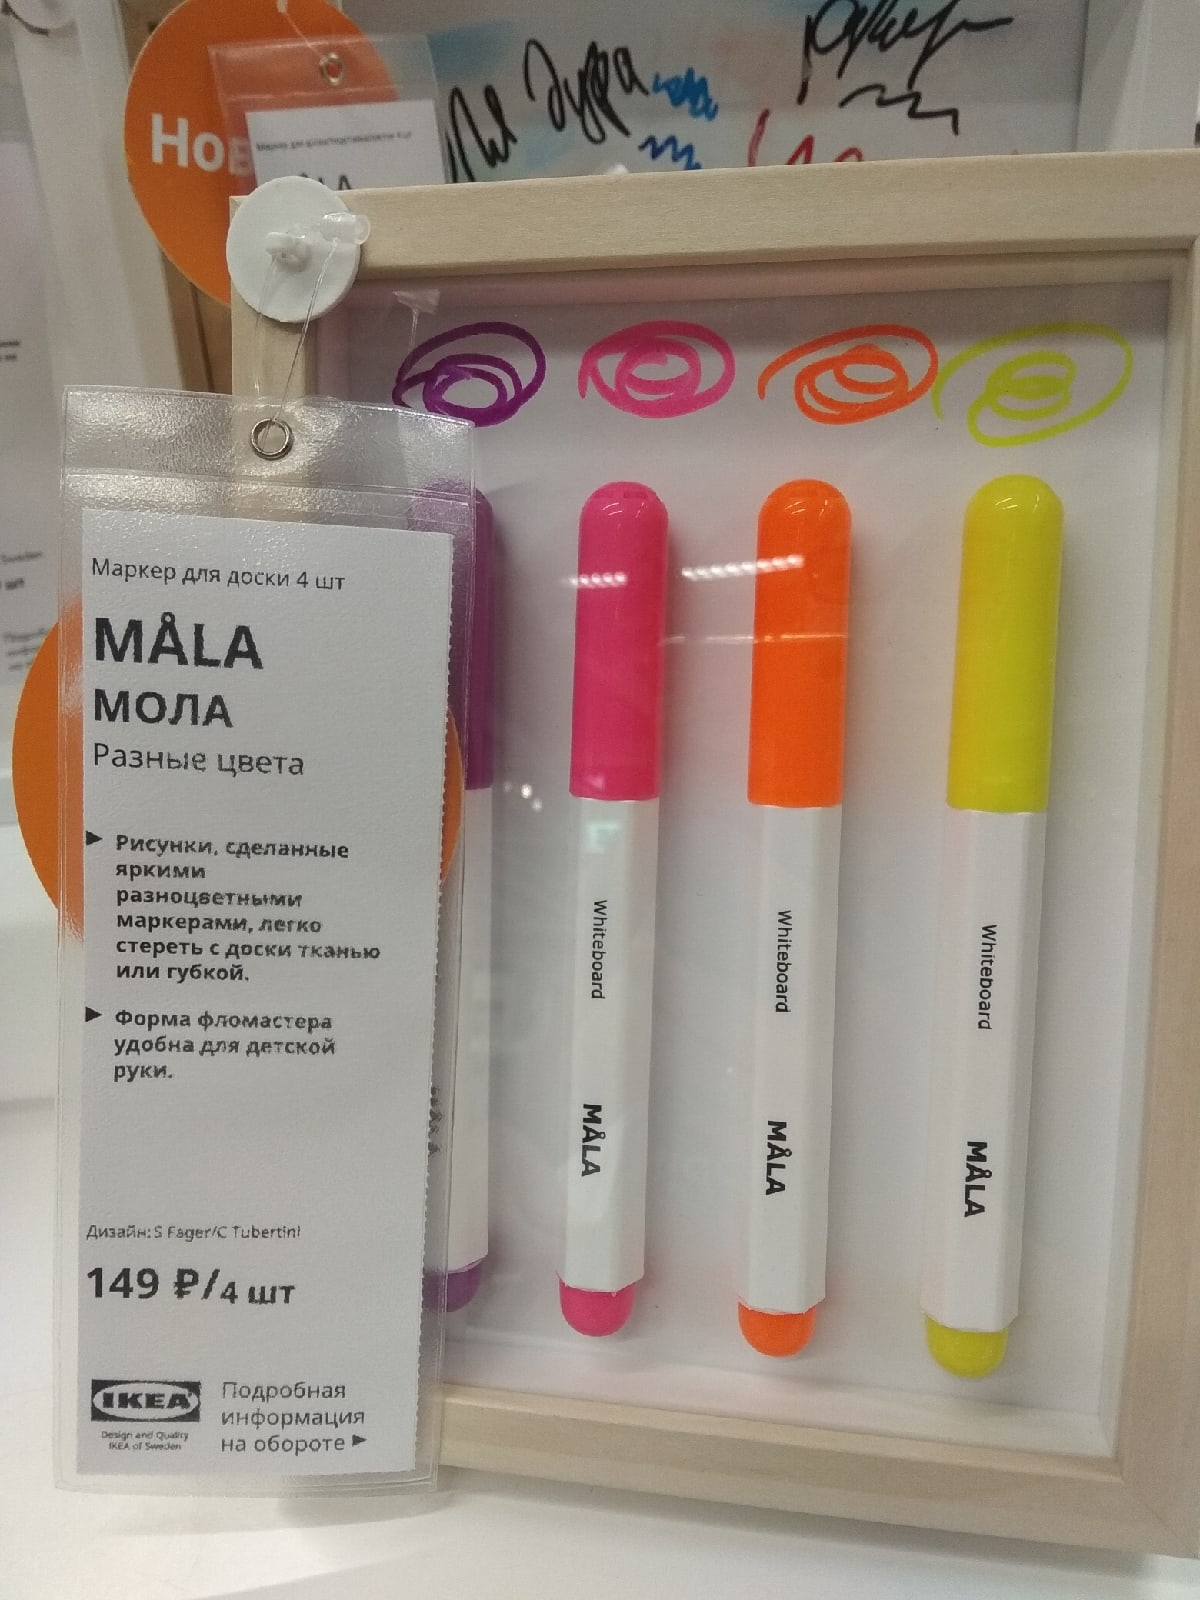 Нов
Маркер для доски 4 шт
MÅLA
МОЛА
Разные цвета
Рисунки, сделанные
яркими
разноцветными
маркерами, легко
стереть с доски тканью
или губкой.
Форма фломастера
удобна для детской
руки.
Дизайн: S Fager/C Tubertini
149 ₽/4 шт
IKEA
Design and Quality
IKEA of Sweden
Подробная
информация
на обороте
Whiteboard
MÅLA
Whiteboard
MÅLA
Whiteboard
MÅLA